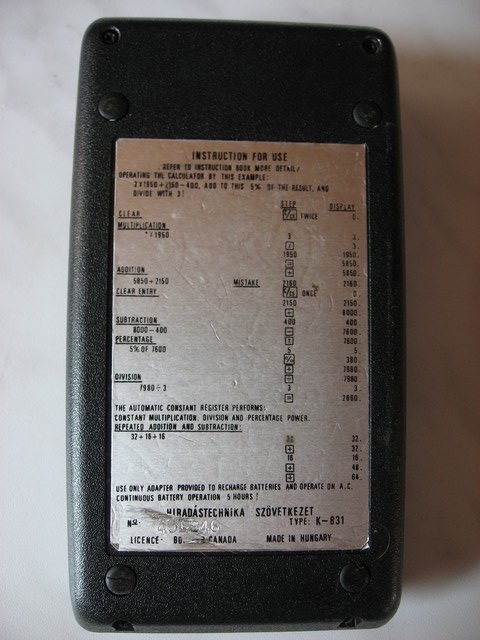 INSTRUCTION FOR USE
REFER TO INSTRUCTION BOOK MORE DETAILS
OPERATING THE CALCULATOR BY THIS EXAMPLE:
2×1950+2150-400, ADD TO THIS 5% OF THE RESULT, AND
DIVIDE WITH 3!
STEP DISPLAY
CLEAR TWICE 0.
MULTIPLICATION
×1950 3 3.
3.
1950 1950.
= 5850.
ADDITION + 5850.
5850+2150 MISTAKE 2160 2160.
CLEAR ENTRY ONCE 0.
2150 2150.
+ 8000.
SUBTRACTION 400 400.
8000-400 - 7600.
PERCENTAGE 7600.
5% OF 7600 5 5.
% 380.
+ 7980.
DIVISION ÷ 7980.
7980÷3 3 3.
= 2660.
THE AUTOMATIC CONSTANT REGISTER PERFORMS:
CONSTANT MULTIPLICATION, DIVISION AND PERCENTAGE POWER.
REPEATED ADDITION AND SUBTRACTION:
32+16+16 32 32.
+ 32.
16 16.
+ 48.
+ 64.
USE ONLY ADAPTER PROVIDED TO RECHARGE BATTERIES AND OPERATE ON A.C.
CONTINUOUS BATTERY OPERATION 5 HOURS!
HIRADÁSTECHNIKA SZÖVETKEZET
No. TYPE: K-831
LICENCE CANADA MADE IN HUNGARY